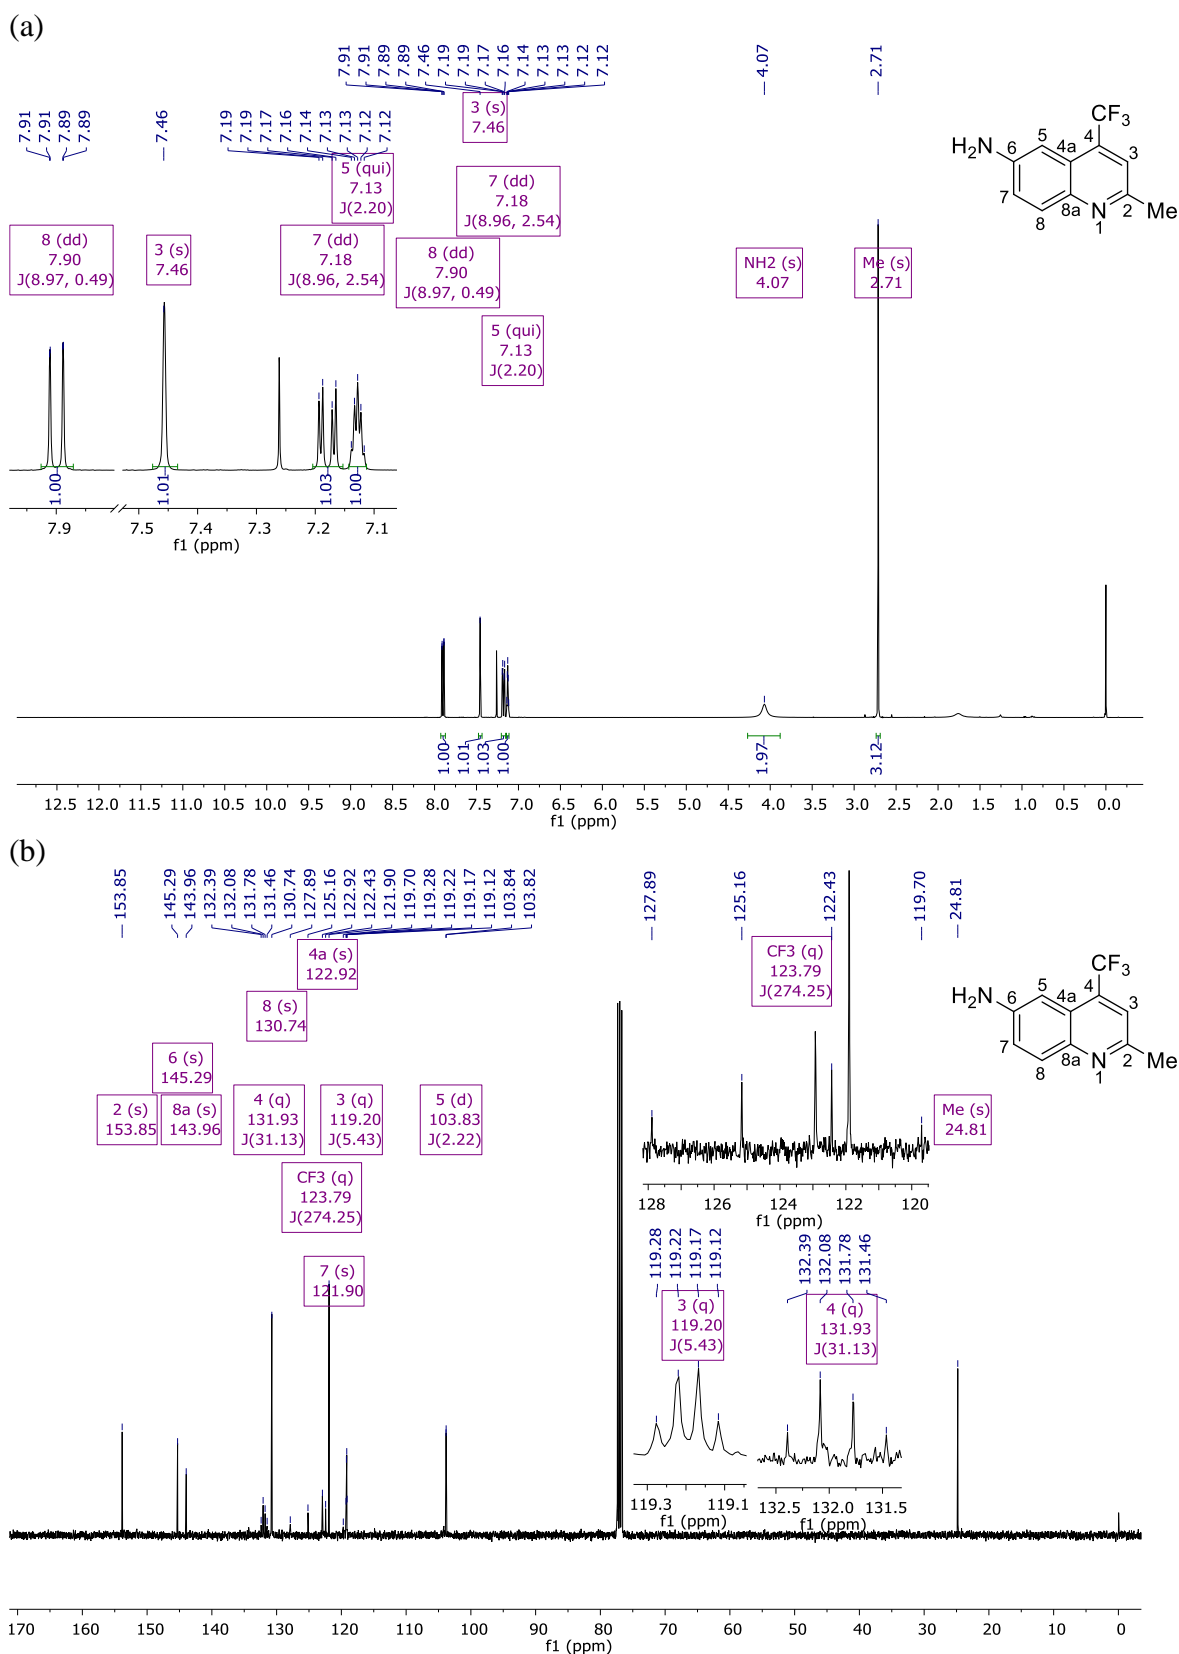 (a)
7.91 7.91 7.89 7.89 7.46 7.19 7.19 7.17 7.16 7.14 7.13 7.13 7.12 7.12
4.07
2.71
7.91 7.91 7.89 7.89
7.46
7.19 7.19 7.17 7.16 7.14 7.13 7.13 7.12 7.12
3 (s)
7.46
5 (qui)
7.13
J(2.20)
7 (dd)
7.18
J(8.96, 2.54)
8 (dd)
7.90
J(8.97, 0.49)
3 (s)
7.46
7 (dd)
7.18
J(8.96, 2.54)
8 (dd)
7.90
J(8.97, 0.49)
5 (qui)
7.13
J(2.20)
NH2 (s)
4.07
Me (s)
2.71
CF3
H2N 6 5 4a 4 3
7 8 8a N 1 2 Me
1.00 1.01 1.03 1.00
7.9 7.5 7.4 7.3 7.2 7.1
f1 (ppm)
1.00 1.01 1.03 1.00 1.97 3.12
12.5 12.0 11.5 11.0 10.5 10.0 9.5 9.0 8.5 8.0 7.5 7.0 6.5 6.0 5.5 5.0 4.5 4.0 3.5 3.0 2.5 2.0 1.5 1.0 0.5 0.0
f1 (ppm)
(b)
153.85 145.29 143.96 132.39 132.08 131.78 131.46 130.74 127.89 125.16 122.92 122.43 121.90 119.70 119.28 119.22 119.17 119.12 103.84 103.82
127.89 125.16 122.43 119.70
24.81
4a (s)
122.92
8 (s)
130.74
6 (s)
145.29
2 (s)
153.85
8a (s)
143.96
4 (q)
131.93
J(31.13)
3 (q)
119.20
J(5.43)
5 (d)
103.83
J(2.22)
CF3 (q)
123.79
J(274.25)
7 (s)
121.90
CF3 (q)
123.79
J(274.25)
Me (s)
24.81
CF3
H2N 6 5 4a 4 3
7 8 8a N 1 2 Me
128 126 124 122 120
f1 (ppm)
119.28 119.22 119.17 119.12
3 (q)
119.20
J(5.43)
119.3 119.1
f1 (ppm)
132.39 132.08 131.78 131.46
4 (q)
131.93
J(31.13)
132.5 132.0 131.5
f1 (ppm)
170 160 150 140 130 120 110 100 90 80 70 60 50 40 30 20 10 0
f1 (ppm)